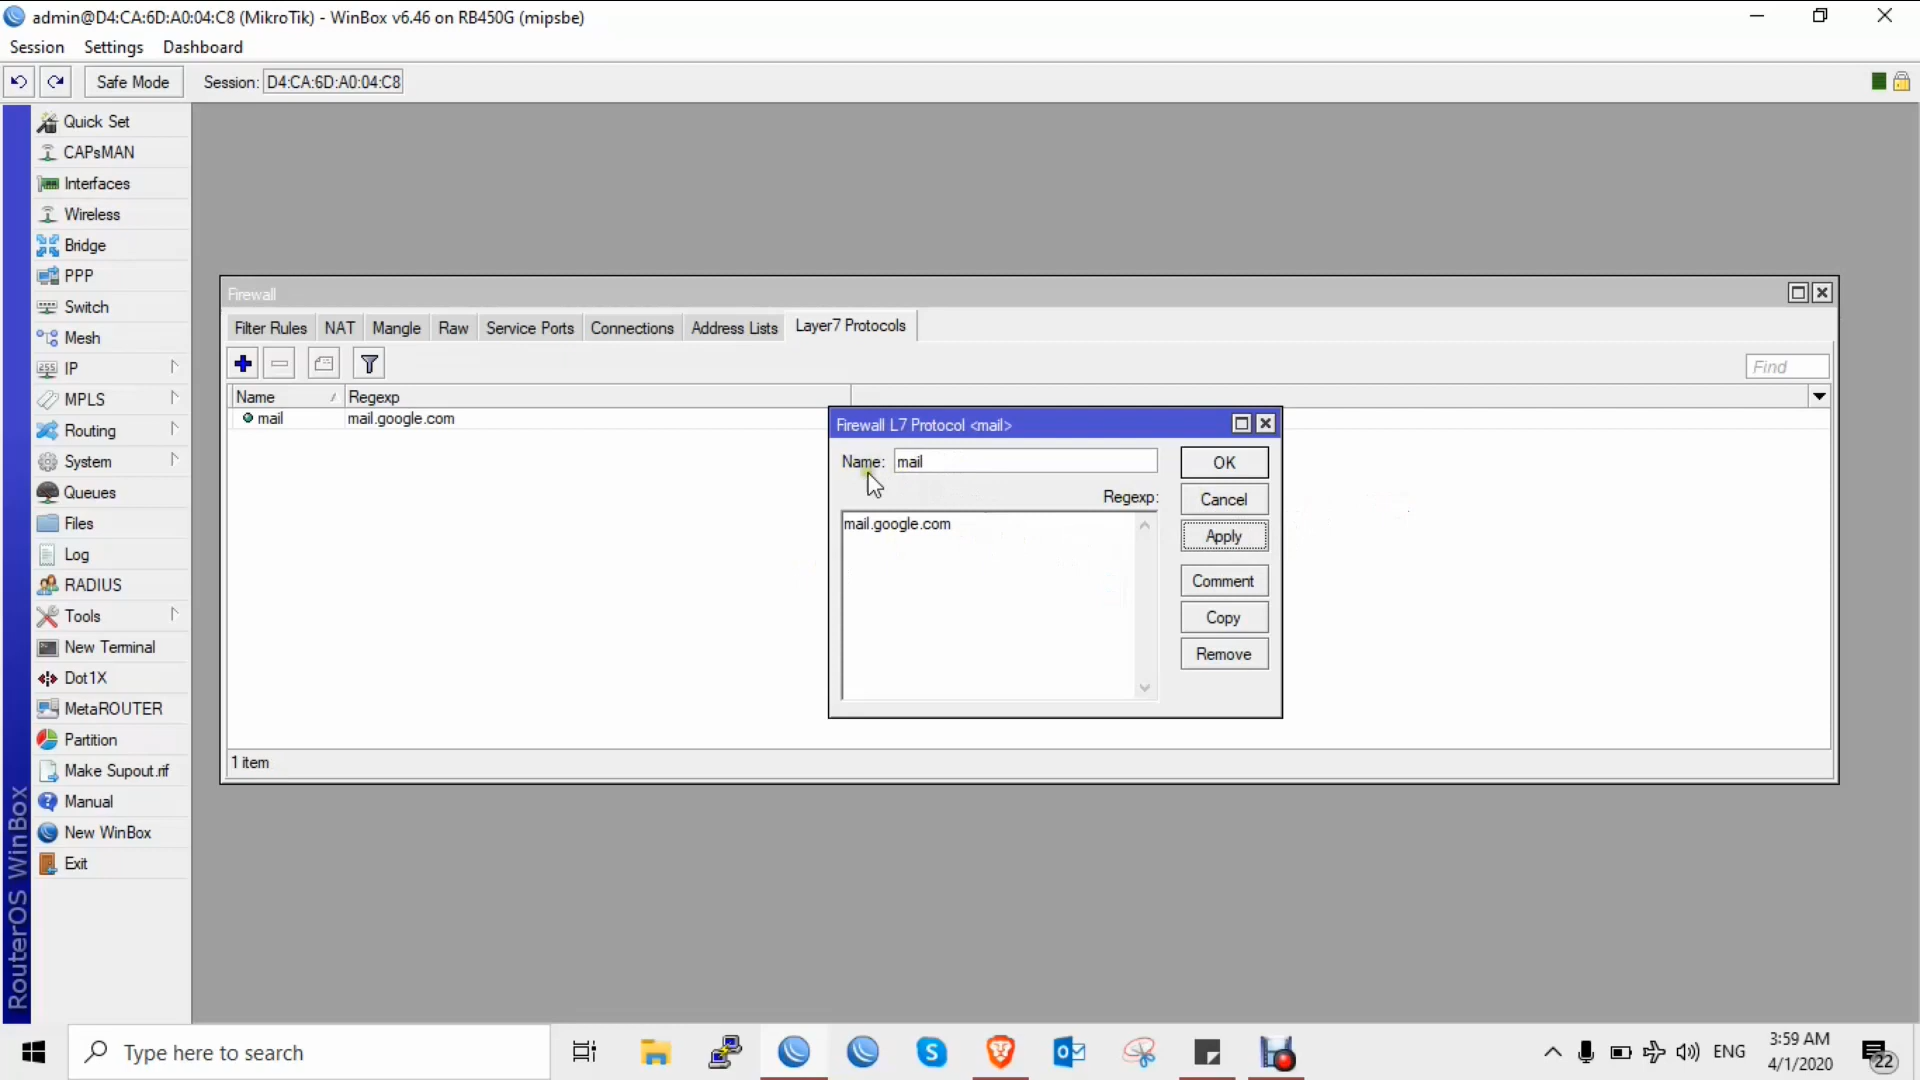 admin@D4:CA:6D:A0:04:C8 (MikroTik) - WinBox v6.46 on RB450G (mipsbe)
Session Settings Dashboard
Safe Mode Session: D4:CA:6D:A0:04:C8
Quick Set
CAPsMAN
Interfaces
Wireless
Bridge
PPP
Switch
Mesh
IP
MPLS
Routing
System
Queues
Files
Log
RADIUS
Tools
New Terminal
Dot1X
MetaROUTER
Partition
Make Supout.rif
Manual
New WinBox
Exit
RouterOS WinBox
Firewall
Filter Rules NAT Mangle Raw Service Ports Connections Address Lists Layer7 Protocols
Find
Name Regexp
mail mail.google.com
1 item
Firewall L7 Protocol <mail>
Name: mail
Regexp:
mail.google.com
OK
Cancel
Apply
Comment
Copy
Remove
Type here to search
ENG
3:59 AM
4/1/2020
22